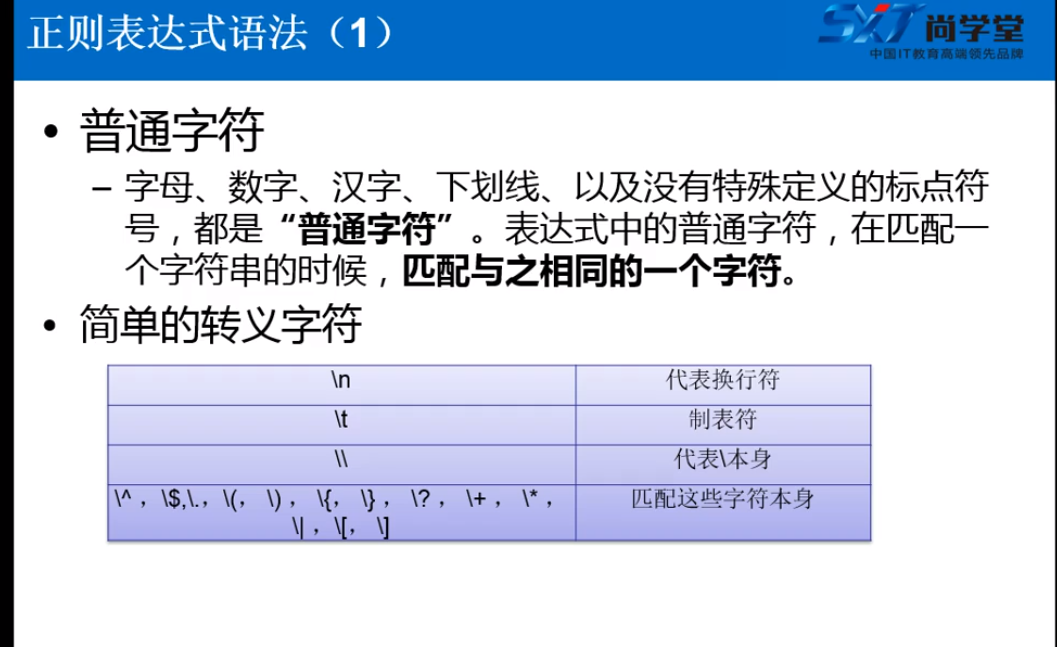 正则表达式语法（1）
SXT 尚学堂
中国IT教育高端领先品牌
• 普通字符
– 字母、数字、汉字、下划线、以及没有特殊定义的标点符
号，都是“普通字符”。表达式中的普通字符，在匹配一
个字符串的时候，匹配与之相同的一个字符。
• 简单的转义字符
\n 代表换行符
\t 制表符
\\ 代表\本身
\^ ，\$,\.，\(， \) ， \{， \} ， \? ， \+ ， \* ， 匹配这些字符本身
\| ，\[， \]